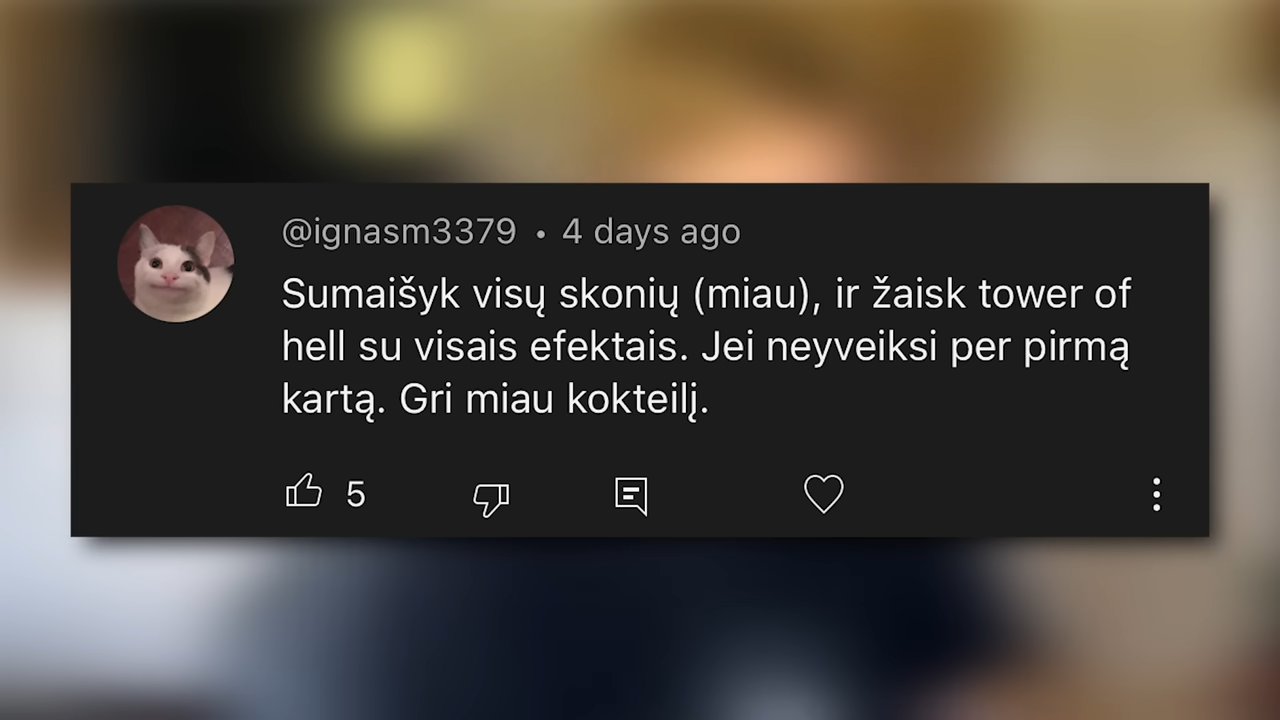 @ignasm3379 • 4 days ago
Sumaišyk visų skonių (miau), ir žaisk tower of
hell su visais efektais. Jei neyveiksi per pirmą
kartą. Gri miau kokteilį.
5